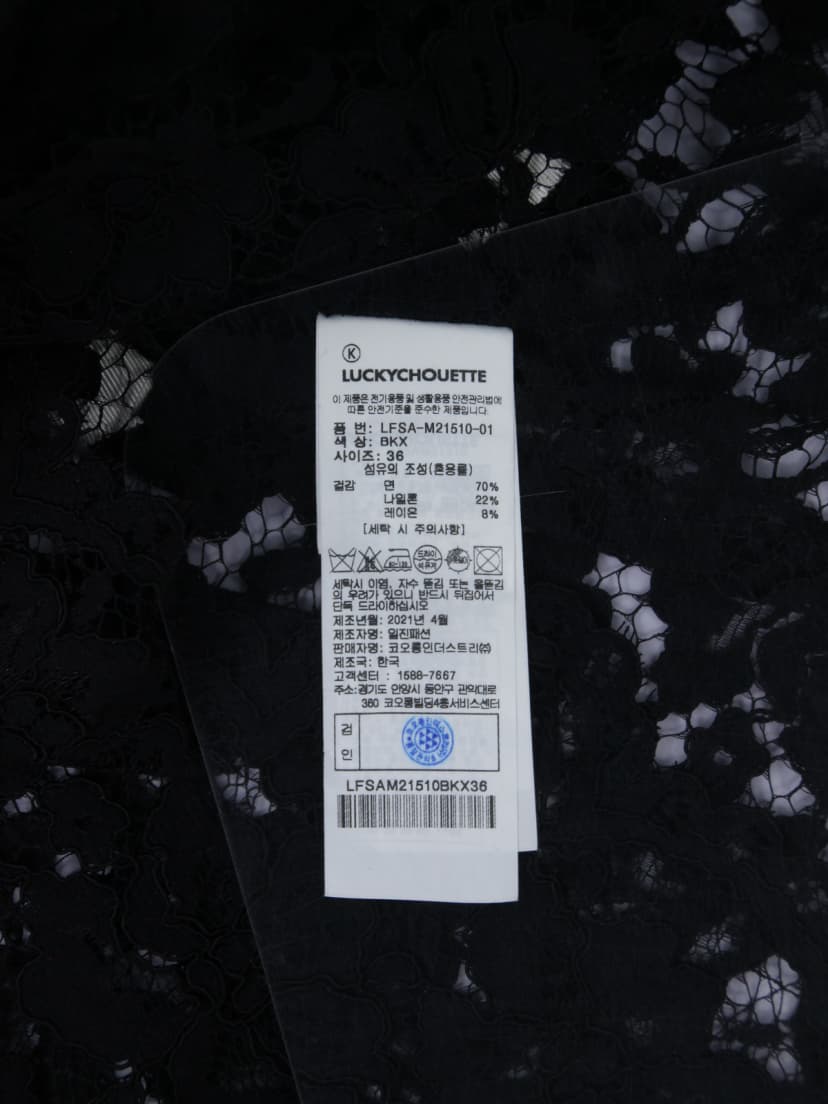 K
LUCKYCHOUETTE
이 제품은 전기용품 및 생활용품 안전관리법에
따른 안전기준을 준수한 제품입니다.
품 번: LFSA-M21510-01
색 상: BKX
사이즈: 36
섬유의 조성(혼용률)
겉감 면 70%
나일론 22%
레이온 8%
[세탁 시 주의사항]
드라이
석유계
세탁시 이염, 자수 뜯김 또는 올뜯김
의 우려가 있으니 반드시 뒤집어서
단독 드라이하십시오
제조년월: 2021년 4월
제조자명: 일진패션
판매자명: 코오롱인더스트리㈜
제조국: 한국
고객센터 : 1588-7667
주소:경기도 안양시 동안구 관악대로
360 코오롱빌딩4층서비스센터
검
인
LFSAM21510BKX36